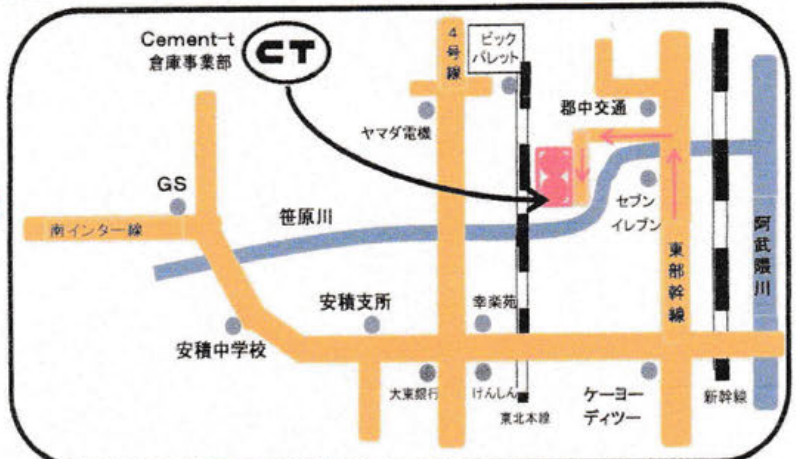 Cement-t
倉庫事業部
CT
4号線
ビック
パレット
郡中交通
ヤマダ電機
GS
笹原川
セブン
イレブン
南インター線
阿武隈川
東部幹線
安積支所
幸楽苑
安積中学校
大東銀行
けんしん
東北本線
ケーヨー
ディツー
新幹線